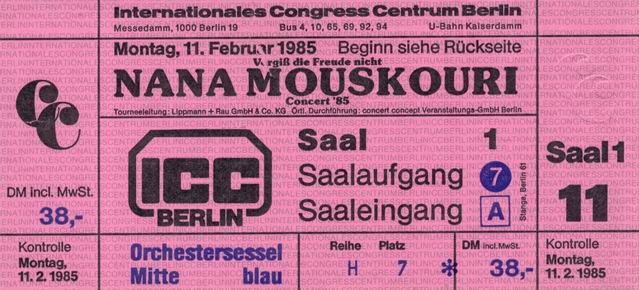 Internationales Congress Centrum Berlin
Messedamm, 1000 Berlin 19 Bus 4, 10, 65, 69, 92, 94 U-Bahn Kaiserdamm
Montag, 11. Februar 1985 Beginn siehe Rückseite
Vergiß die Freude nicht
NANA MOUSKOURI
Concert '85
Tourneeleitung: Lippmann + Rau GmbH & Co. KG Örtl. Durchführung: concert concept Veranstaltungs-GmbH Berlin
CC
DM incl. MwSt.
38,-
ICC
BERLIN
Saal 1
Saalaufgang 7
Saaleingang A
Stange, Berlin 61
Saal 1
11
Kontrolle
Montag,
11. 2. 1985
Orchestersessel
Mitte blau
Reihe Platz
H 7 *
DM incl. MwSt.
38,-
Kontrolle
Montag,
11. 2. 1985